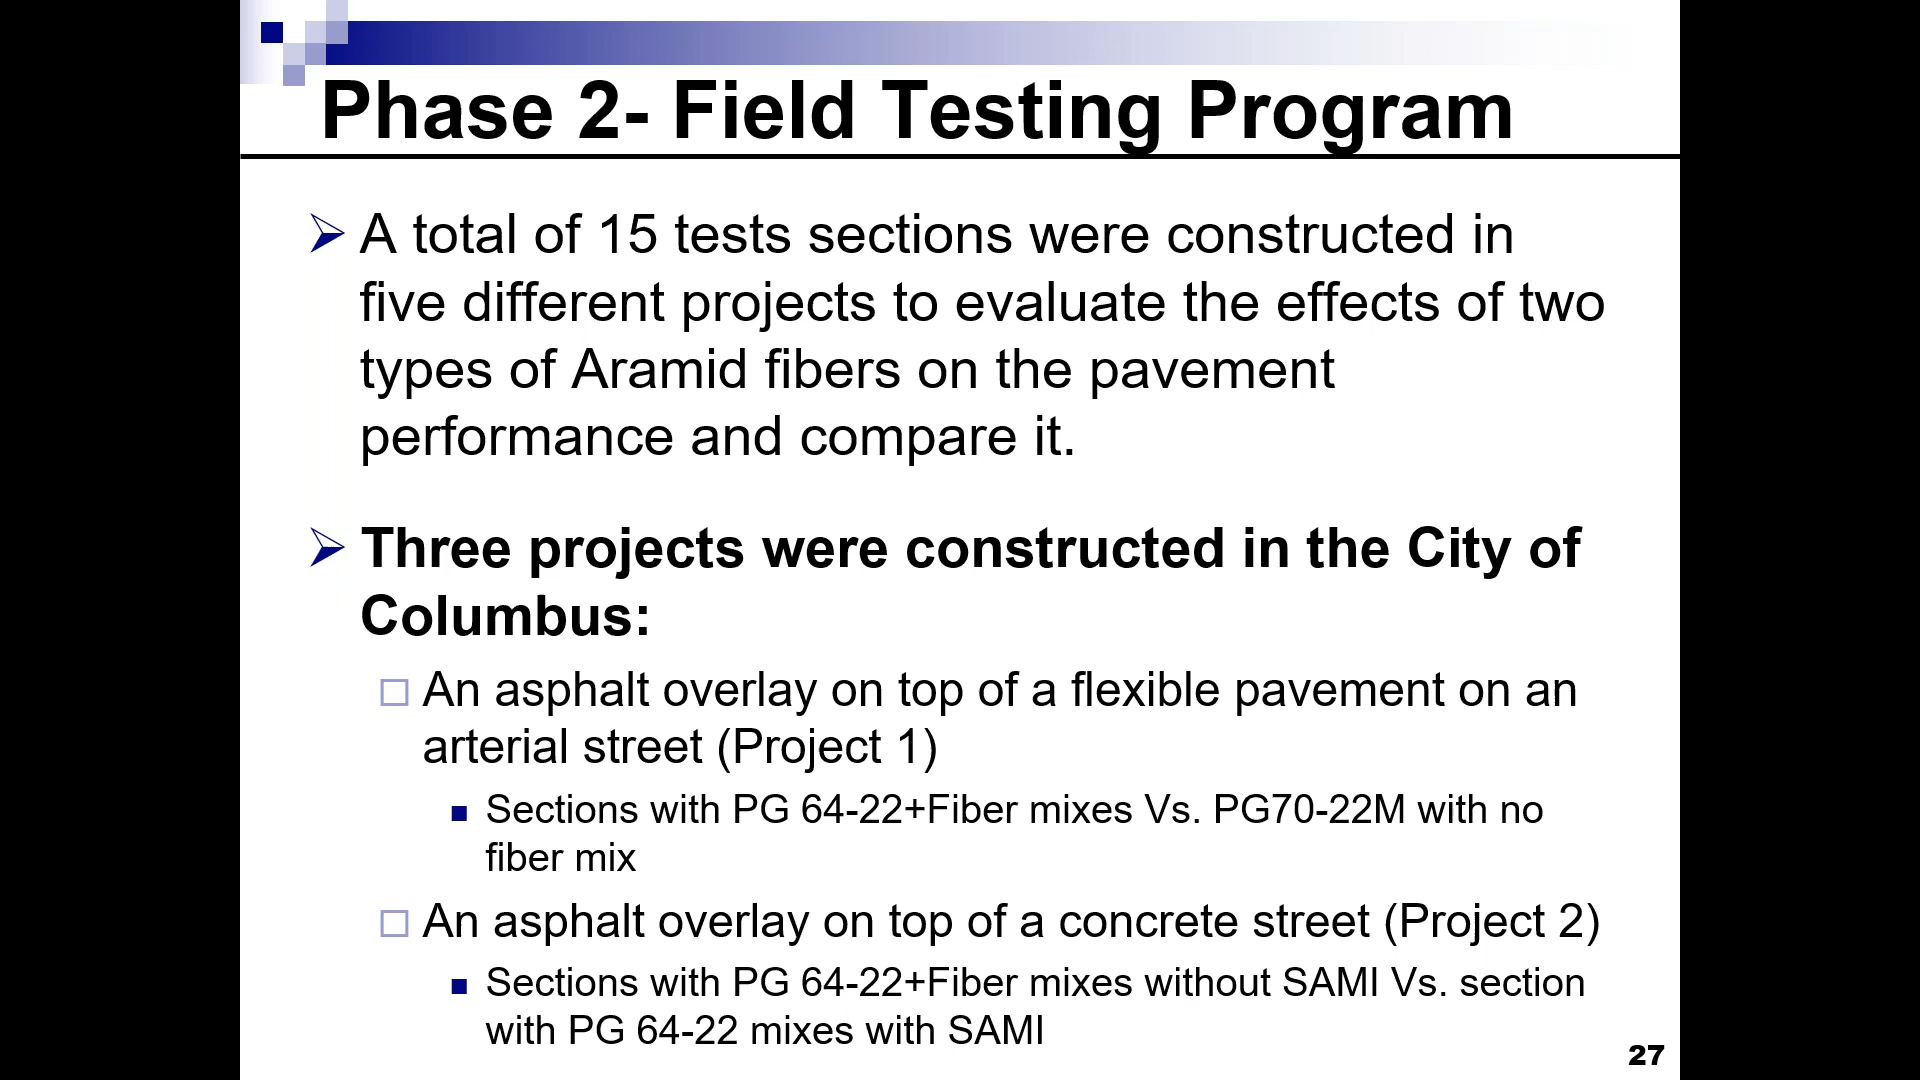 Phase 2- Field Testing Program
A total of 15 tests sections were constructed in
five different projects to evaluate the effects of two
types of Aramid fibers on the pavement
performance and compare it.
Three projects were constructed in the City of
Columbus:
An asphalt overlay on top of a flexible pavement on an
arterial street (Project 1)
Sections with PG 64-22+Fiber mixes Vs. PG70-22M with no
fiber mix
An asphalt overlay on top of a concrete street (Project 2)
Sections with PG 64-22+Fiber mixes without SAMI Vs. section
with PG 64-22 mixes with SAMI
27